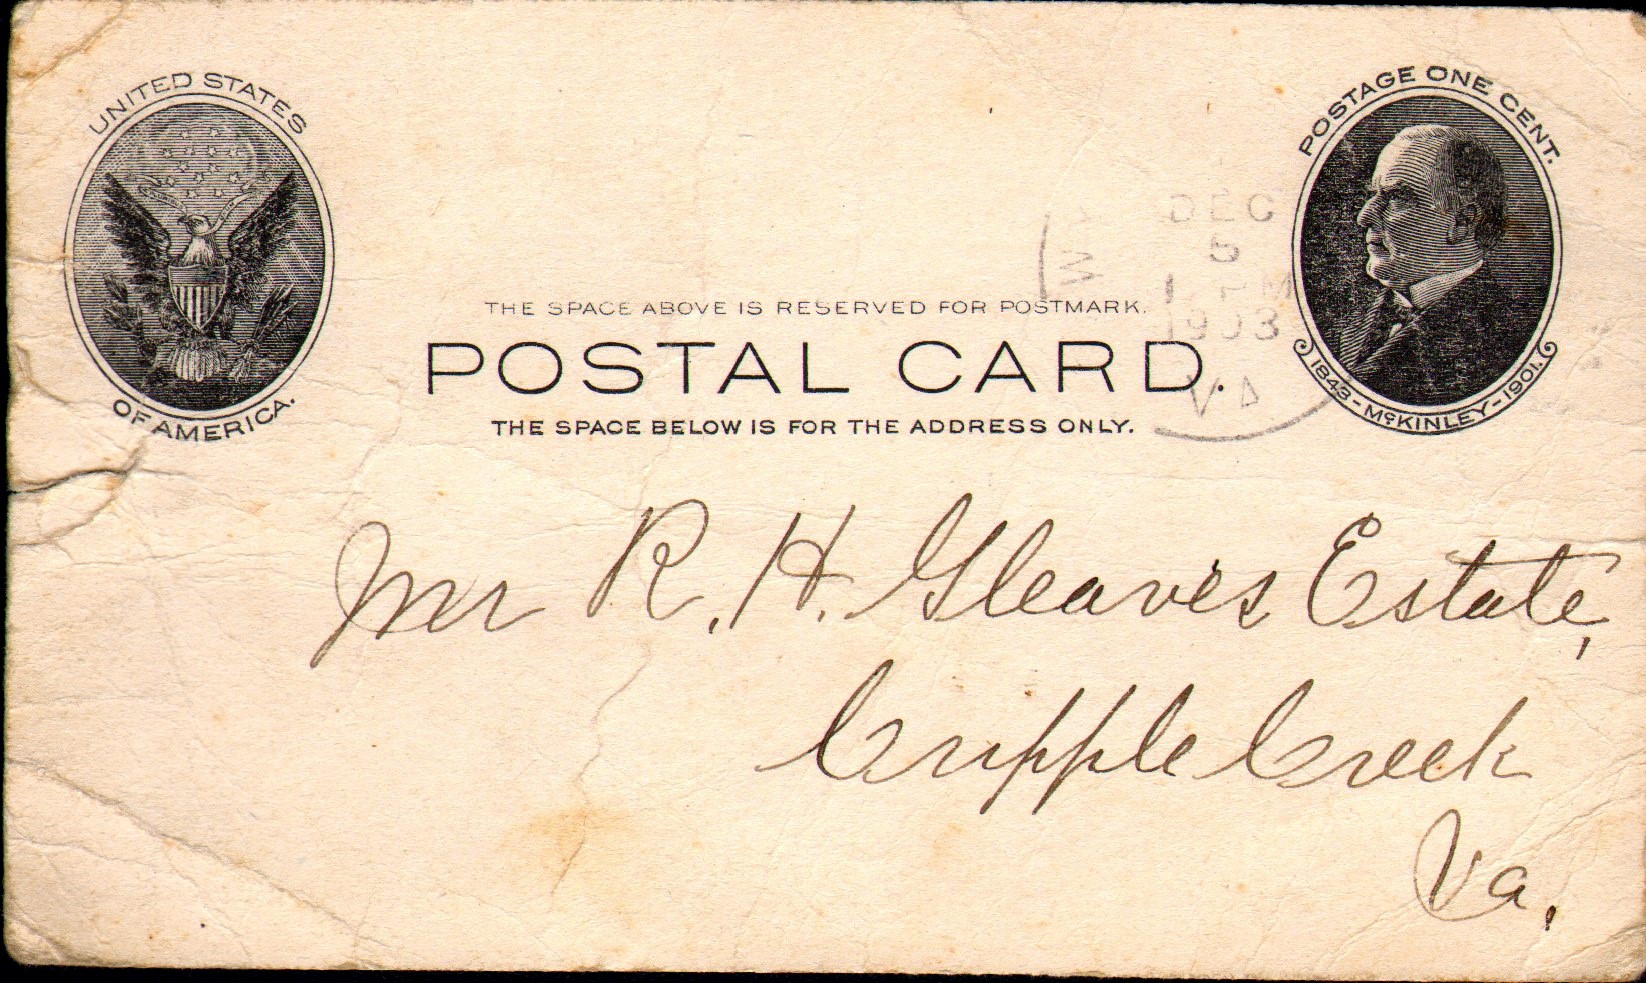 UNITED STATES
OF AMERICA.
POSTAGE ONE CENT.
1843-McKINLEY-1901.
DEC
5
1903
VA
THE SPACE ABOVE IS RESERVED FOR POSTMARK.
POSTAL CARD.
THE SPACE BELOW IS FOR THE ADDRESS ONLY.
Mr R. H. Gleaves Estate,
Cripple Creek
Va.